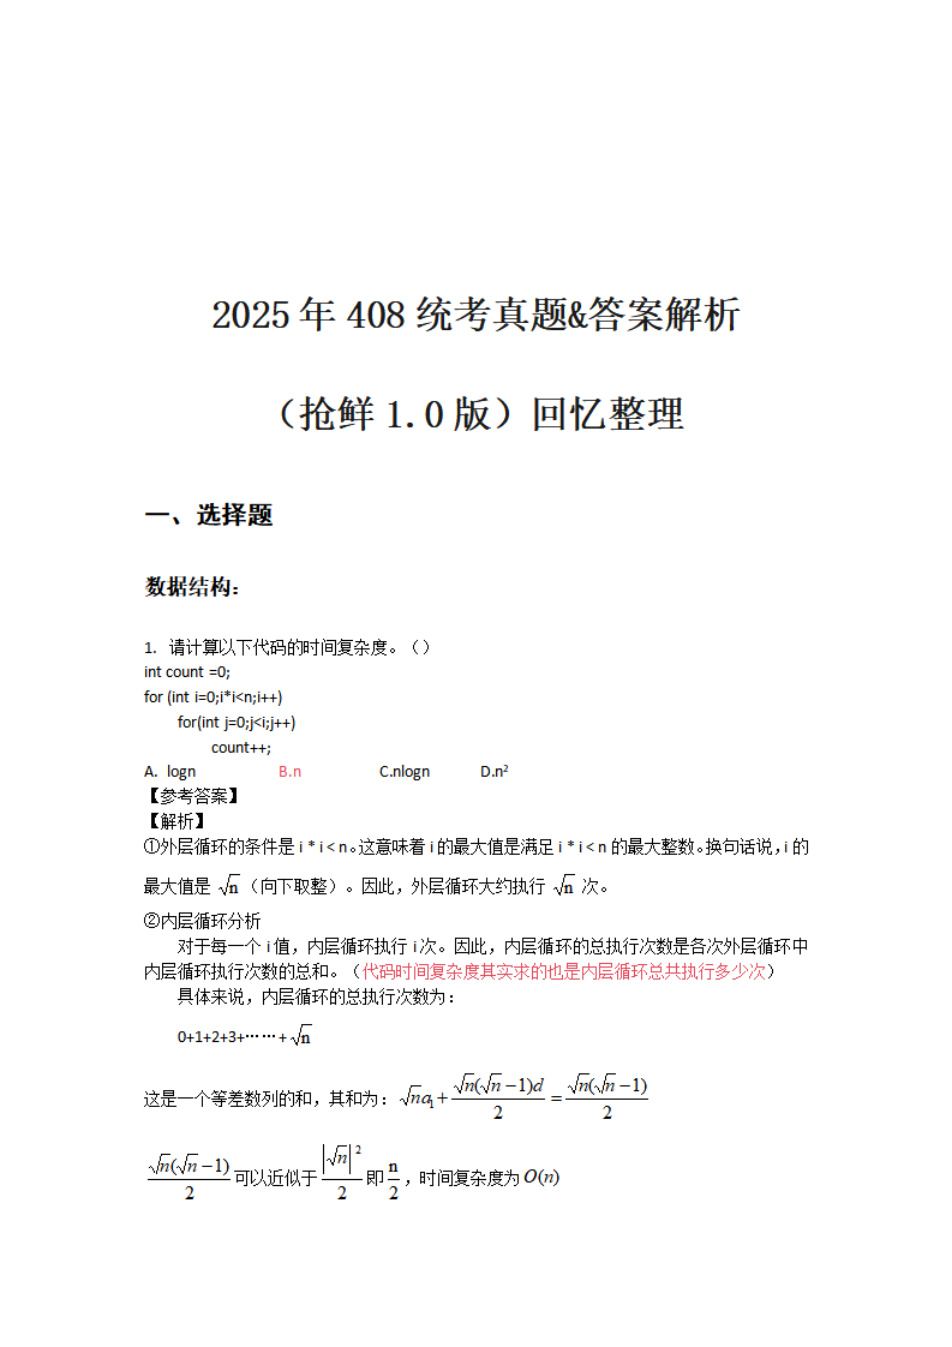 2025 年 408 统考真题&答案解析
（抢鲜 1.0 版）回忆整理
一、选择题
数据结构：
1. 请计算以下代码的时间复杂度。（）
int count =0;
for (int i=0;i*i<n;i++)
for(int j=0;j<i;j++)
count++;
A. logn B.n C.nlogn D.n²
【参考答案】
【解析】
①外层循环的条件是 i * i < n。这意味着 i 的最大值是满足 i * i < n 的最大整数。换句话说，i 的
最大值是 √n（向下取整）。因此，外层循环大约执行 √n 次。
②内层循环分析
对于每一个 i 值，内层循环执行 i 次。因此，内层循环的总执行次数是各次外层循环中
内层循环执行次数的总和。（代码时间复杂度其实求的也是内层循环总共执行多少次）
具体来说，内层循环的总执行次数为：
0+1+2+3+……+ √n
这是一个等差数列的和，其和为：√n a₁ + √n(√n −1)d / 2 = √n(√n −1) / 2
√n(√n −1) / 2 可以近似于 |√n|² / 2 即 n / 2，时间复杂度为 O(n)